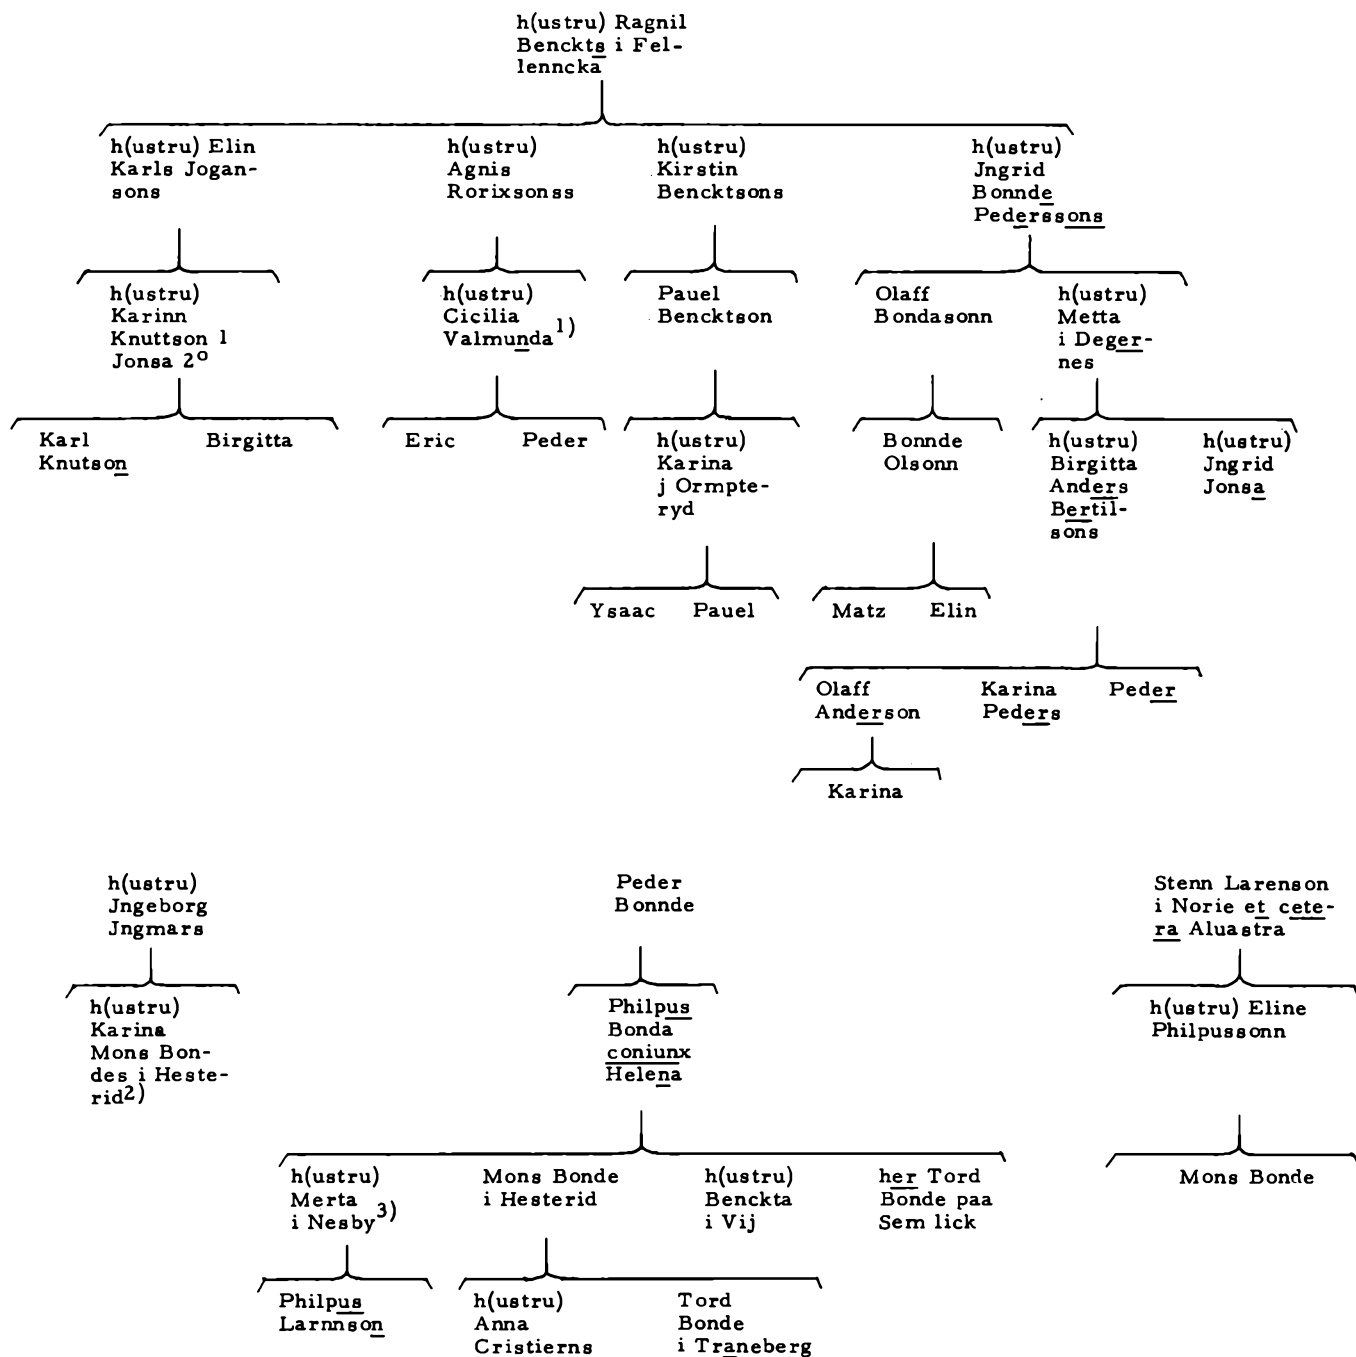 h(ustru) Ragnil
Benckts i Fel-
lenncka
h(ustru) Elin
Karls Jogan-
sons
h(ustru)
Agnis
Rorixsonss
h(ustru)
Kirstin
Bencktsons
h(ustru)
Jngrid
Bonnde
Pederssons
h(ustru)
Karinn
Knuttson 1
Jonsa 2º
h(ustru)
Cicilia
Valmunda1)
Pauel
Bencktson
Olaff
Bondasonn
h(ustru)
Metta
i Deger-
nes
Karl
Knutson
Birgitta
Eric
Peder
h(ustru)
Karina
j Ormpte-
ryd
Bonnde
Olsonn
h(ustru)
Birgitta
Anders
Bertil-
sons
h(ustru)
Jngrid
Jonsa
Ysaac
Pauel
Matz
Elin
Olaff
Anderson
Karina
Peders
Peder
Karina
h(ustru)
Jngeborg
Jngmars
Peder
Bonnde
Stenn Larenson
i Norie et cete-
ra Aluastra
h(ustru)
Karina
Mons Bon-
des i Heste-
rid2)
Philpus
Bonda
coniunx
Helena
h(ustru) Eline
Philpussonn
h(ustru)
Merta
i Nesby3)
Mons Bonde
i Hesterid
h(ustru)
Benckta
i Vij
her Tord
Bonde paa
Sem lick
Mons Bonde
Philpus
Larnnson
h(ustru)
Anna
Cristierns
Tord
Bonde
i Traneberg